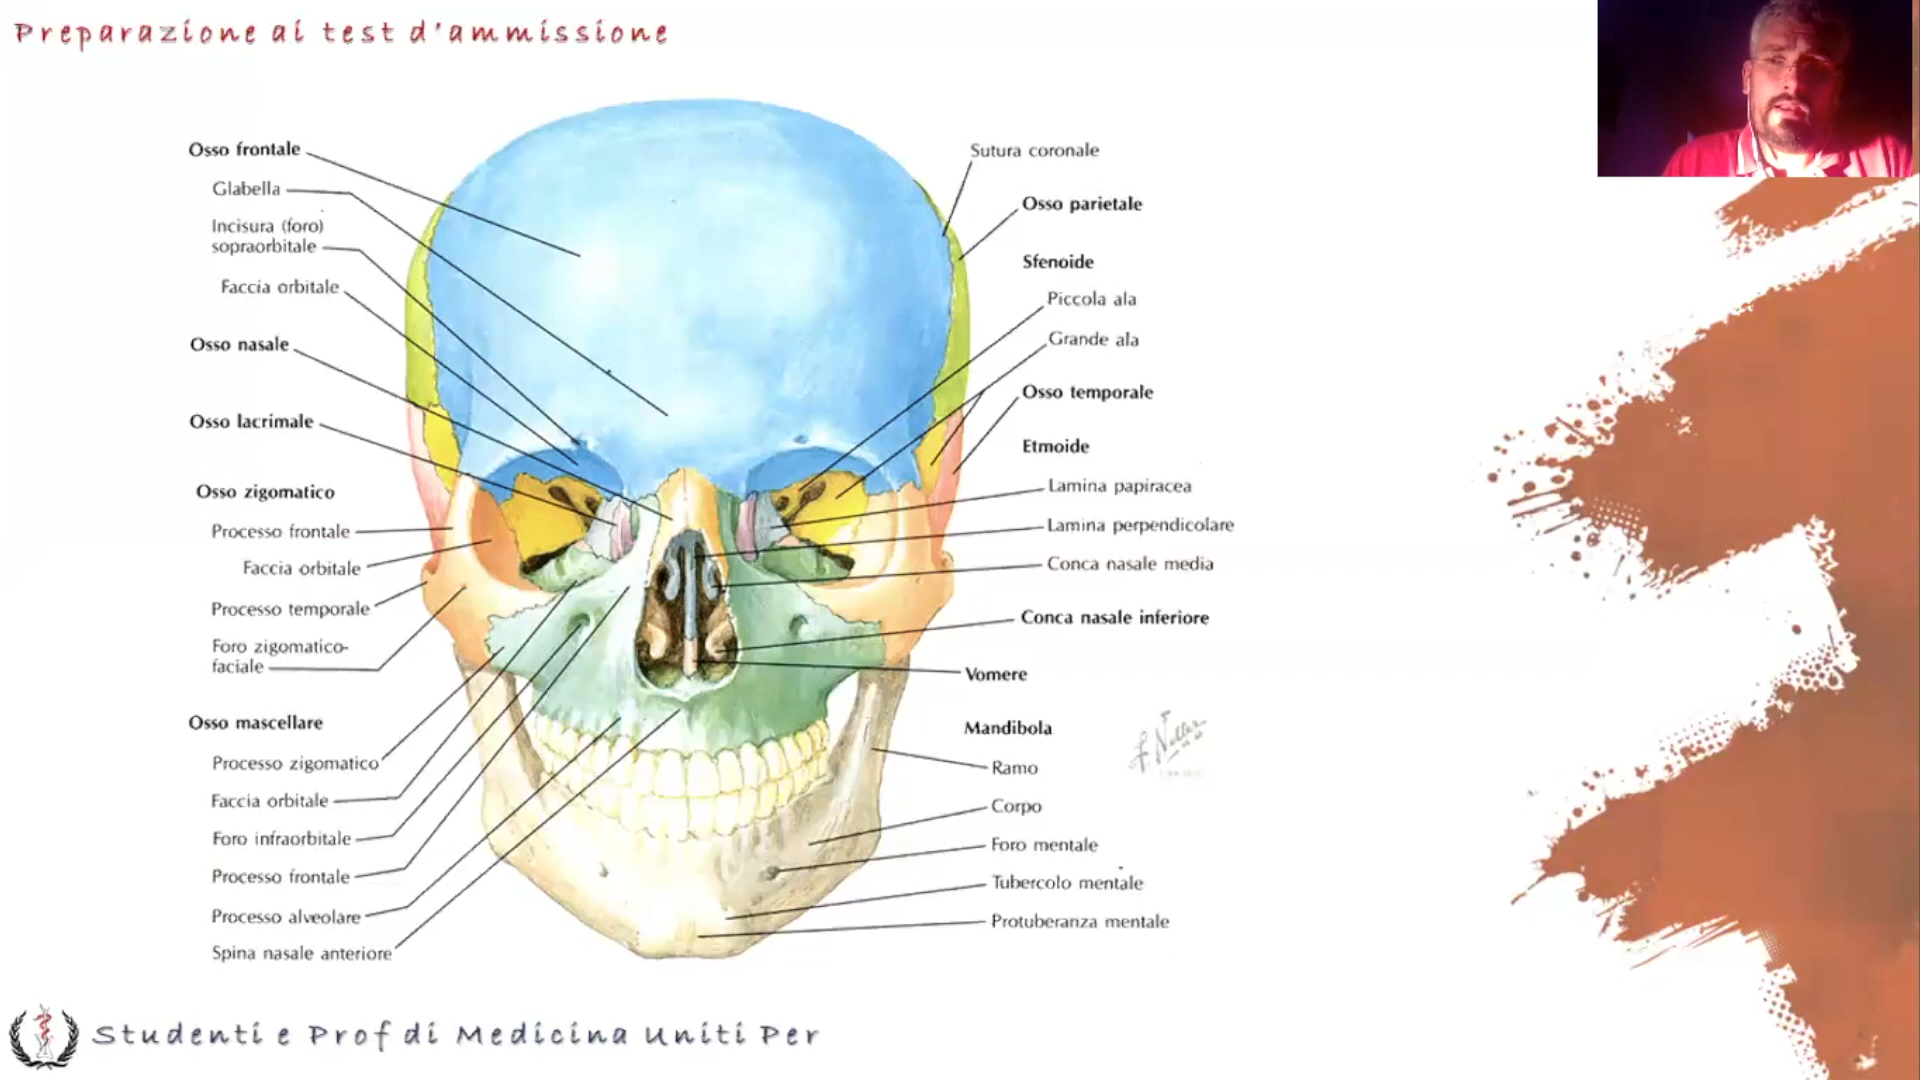 Preparazione ai test d'ammissione
Osso frontale
Glabella
Incisura (foro)
sopraorbitale
Faccia orbitale
Osso nasale
Osso lacrimale
Osso zigomatico
Processo frontale
Faccia orbitale
Processo temporale
Foro zigomatico-
faciale
Osso mascellare
Processo zigomatico
Faccia orbitale
Foro infraorbitale
Processo frontale
Processo alveolare
Spina nasale anteriore
Sutura coronale
Osso parietale
Sfenoide
Piccola ala
Grande ala
Osso temporale
Etmoide
Lamina papiracea
Lamina perpendicolare
Conca nasale media
Conca nasale inferiore
Vomere
Mandibola
Ramo
Corpo
Foro mentale
Tubercolo mentale
Protuberanza mentale
Studenti e Prof di Medicina Uniti Per